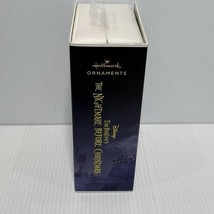 Hallmark
ORNAMENTS
Disney
Tim Burton's
THE NIGHTMARE BEFORE CHRISTMAS